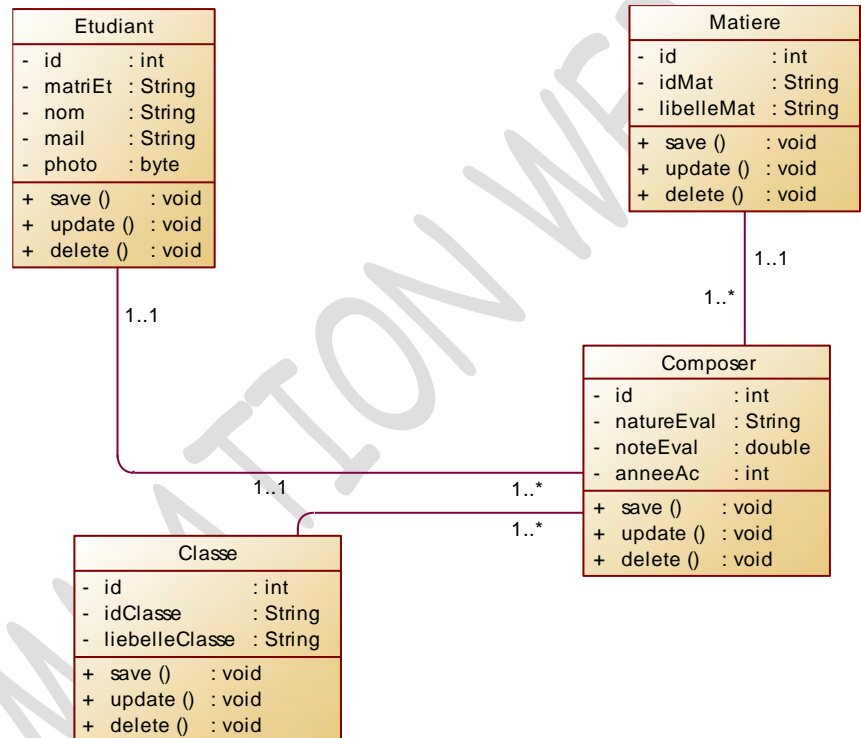 Etudiant
- id : int
- matriEt : String
- nom : String
- mail : String
- photo : byte
+ save () : void
+ update () : void
+ delete () : void
Matiere
- id : int
- idMat : String
- libelleMat : String
+ save () : void
+ update () : void
+ delete () : void
1..1
1..1
1..*
Composer
- id : int
- natureEval : String
- noteEval : double
- anneeAc : int
+ save () : void
+ update () : void
+ delete () : void
1..1
1..*
1..*
Classe
- id : int
- idClasse : String
- liebelleClasse : String
+ save () : void
+ update () : void
+ delete () : void
MATION WE